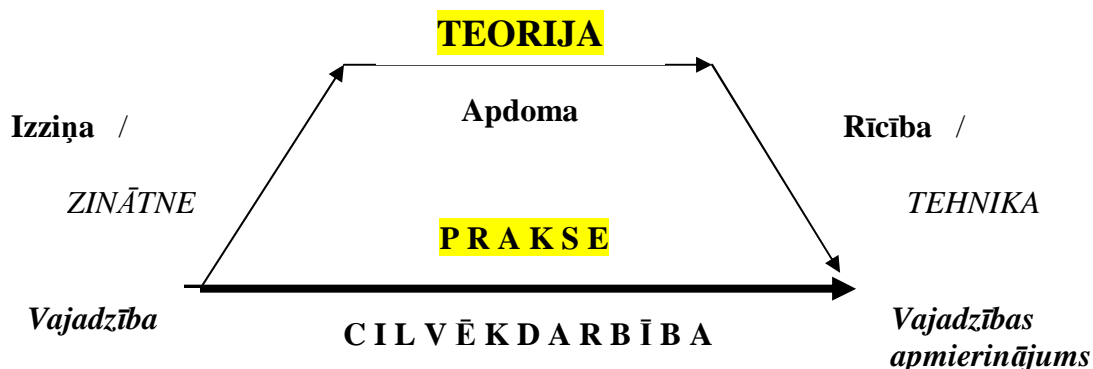 TEORIJA
Apdoma
Izziņa /
Rīcība /
ZINĀTNE
TEHNIKA
P R A K S E
Vajadzība
C I L V Ē K D A R B Ī B A
Vajadzības
apmierinājums